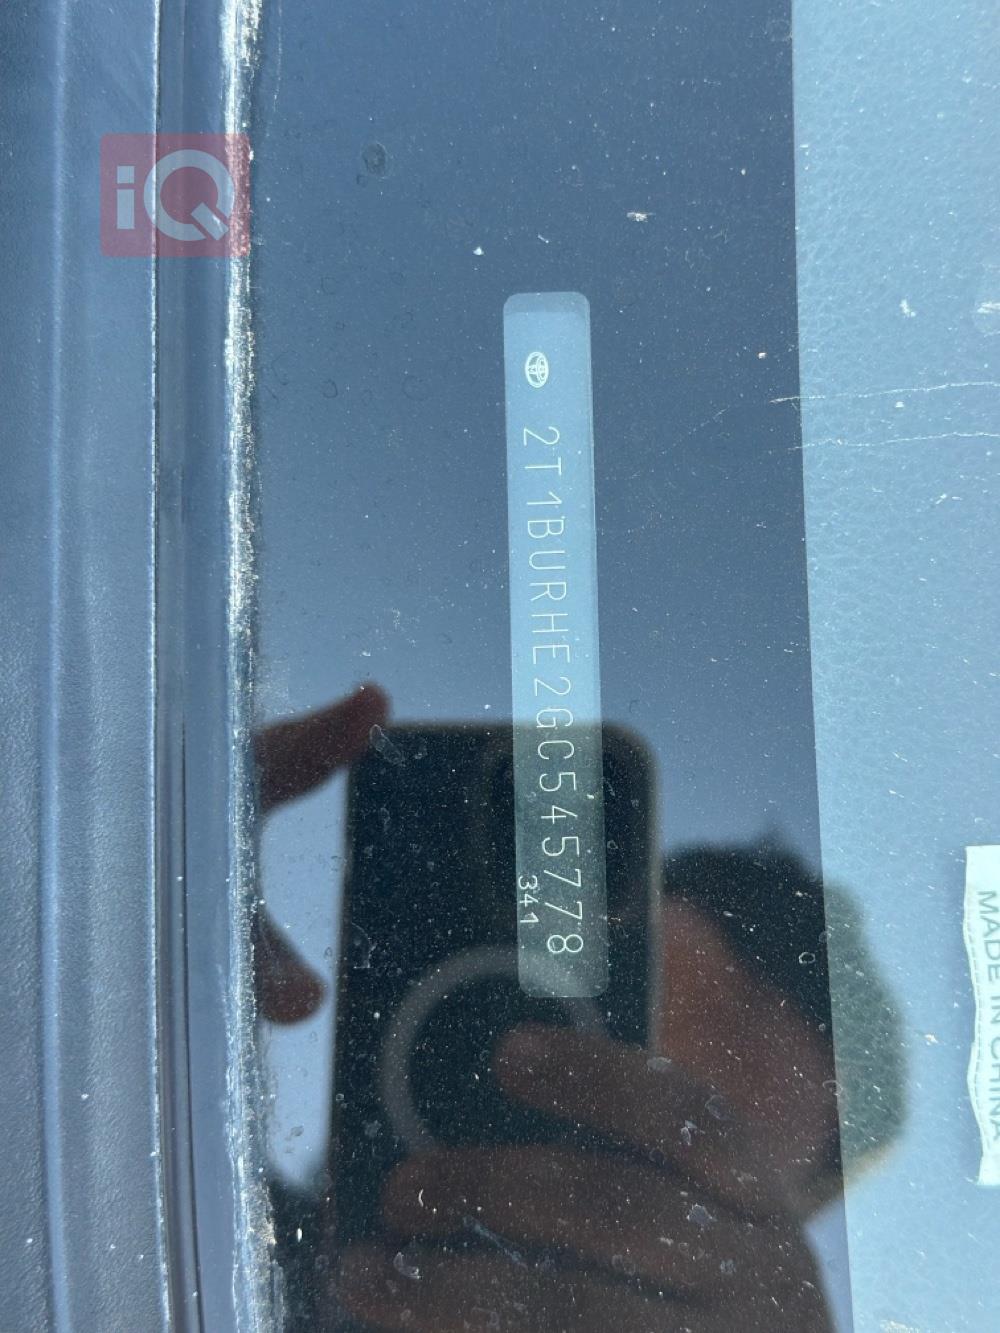 iQ
2T1BURHE2GC545778
341
MADE IN CHINA